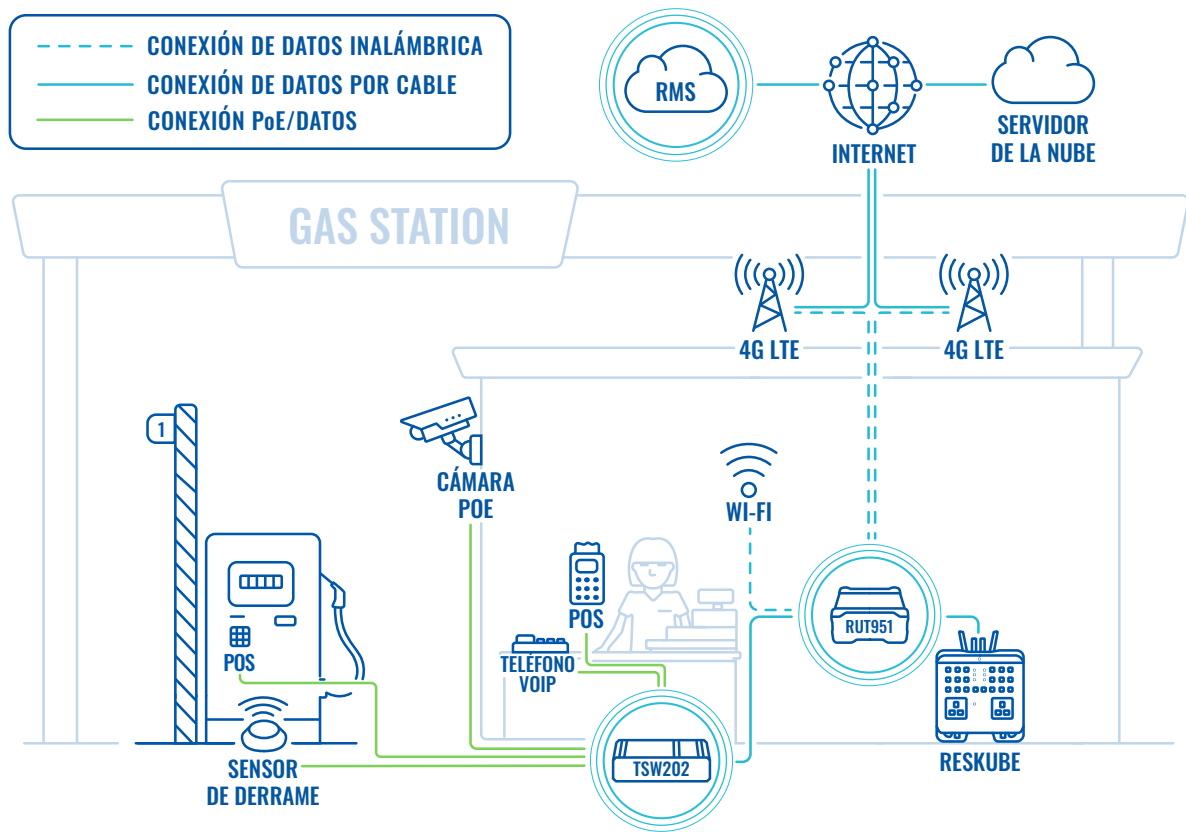 CONEXIÓN DE DATOS INALÁMBRICA
CONEXIÓN DE DATOS POR CABLE
CONEXIÓN PoE/DATOS
RMS
INTERNET
SERVIDOR
DE LA NUBE
GAS STATION
4G LTE
4G LTE
1
CÁMARA
POE
WI-FI
POS
RUT951
TELÉFONO
VOIP
POS
SENSOR
DE DERRAME
TSW202
RESKUBE